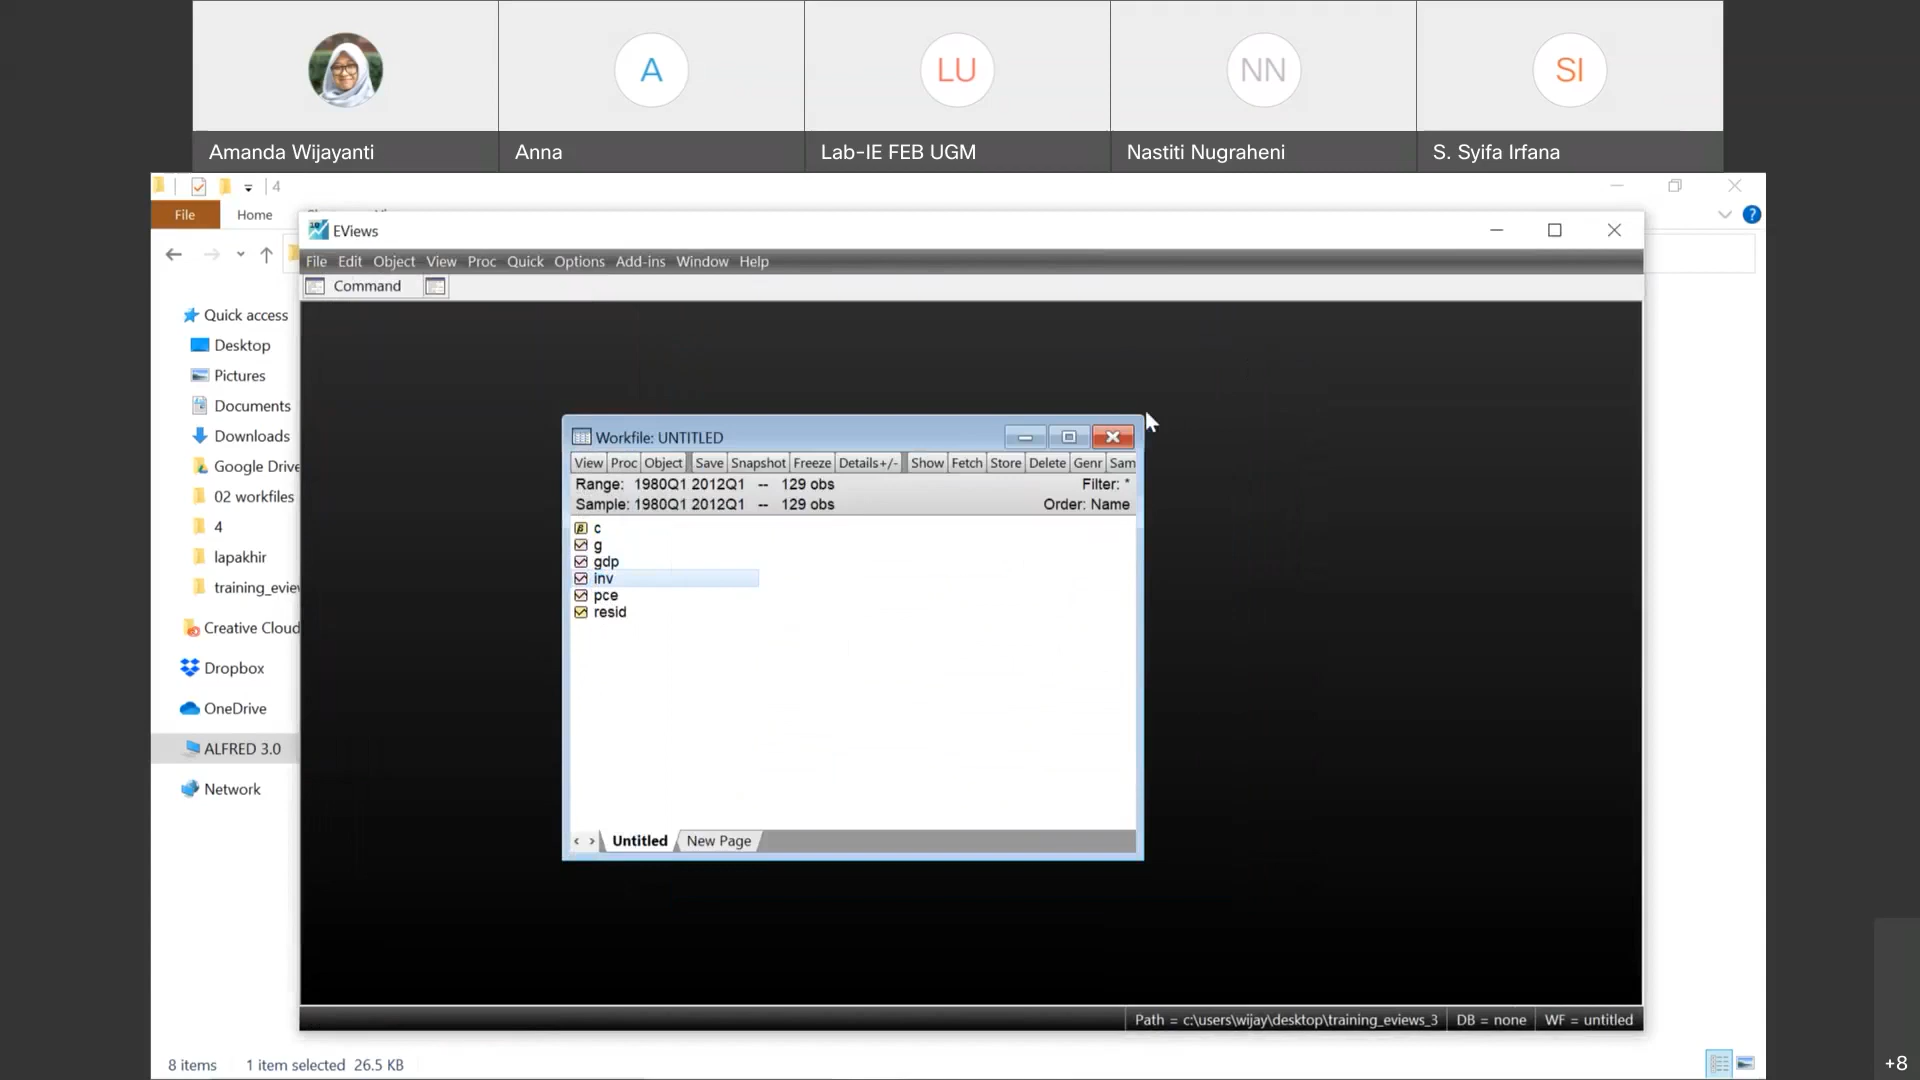 A
LU
NN
SI
Amanda Wijayanti
Anna
Lab-IE FEB UGM
Nastiti Nugraheni
S. Syifa Irfana
4
File
Home
EViews
File Edit Object View Proc Quick Options Add-ins Window Help
Command
Quick access
Desktop
Pictures
Documents
Downloads
Google Drive
02 workfiles
4
lapakhir
training_eview
Creative Cloud
Dropbox
OneDrive
ALFRED 3.0
Network
Workfile: UNTITLED
View Proc Object Save Snapshot Freeze Details+/- Show Fetch Store Delete Genr Sam
Range: 1980Q1 2012Q1 -- 129 obs
Filter: *
Sample: 1980Q1 2012Q1 -- 129 obs
Order: Name
c
g
gdp
inv
pce
resid
Untitled
New Page
Path = c:\users\wijay\desktop\training_eviews_3
DB = none
WF = untitled
8 items
1 item selected 26.5 KB
+8